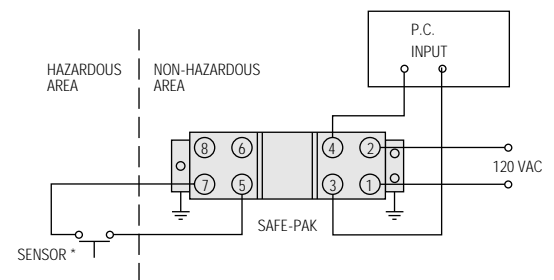 P.C.
INPUT
HAZARDOUS
AREA
NON-HAZARDOUS
AREA
8 6 4 2
120 VAC
7 5 3 1
SAFE-PAK
SENSOR *